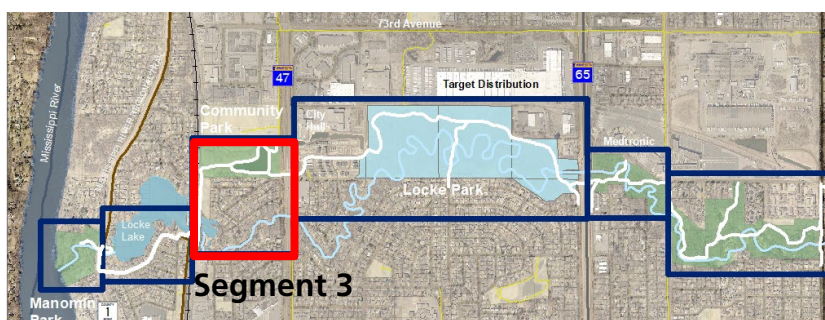 73rd Avenue
Mississippi River
47
65
Target Distribution
Community
Park
City
Hall
Medtronic
Locke Park
Locke
Lake
Segment 3
Manomin
Park
1